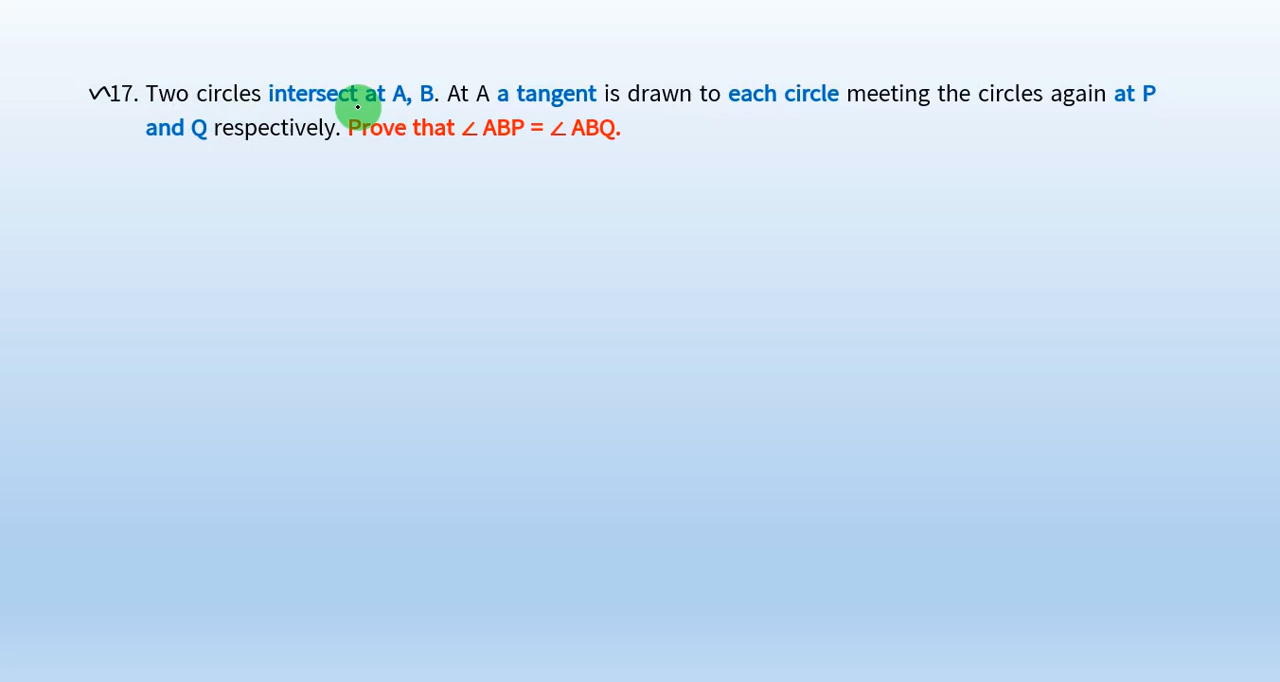 17. Two circles intersect at A, B. At A a tangent is drawn to each circle meeting the circles again at P
and Q respectively. Prove that ∠ ABP = ∠ ABQ.